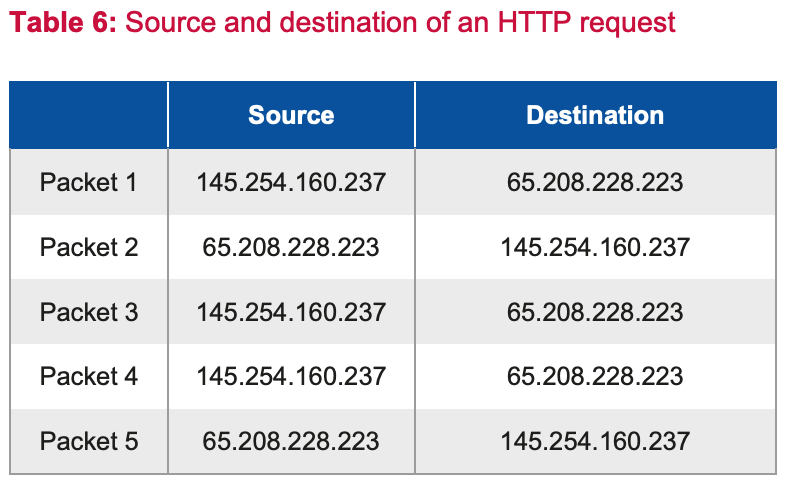 Table 6: Source and destination of an HTTP request
Source Destination
Packet 1 145.254.160.237 65.208.228.223
Packet 2 65.208.228.223 145.254.160.237
Packet 3 145.254.160.237 65.208.228.223
Packet 4 145.254.160.237 65.208.228.223
Packet 5 65.208.228.223 145.254.160.237